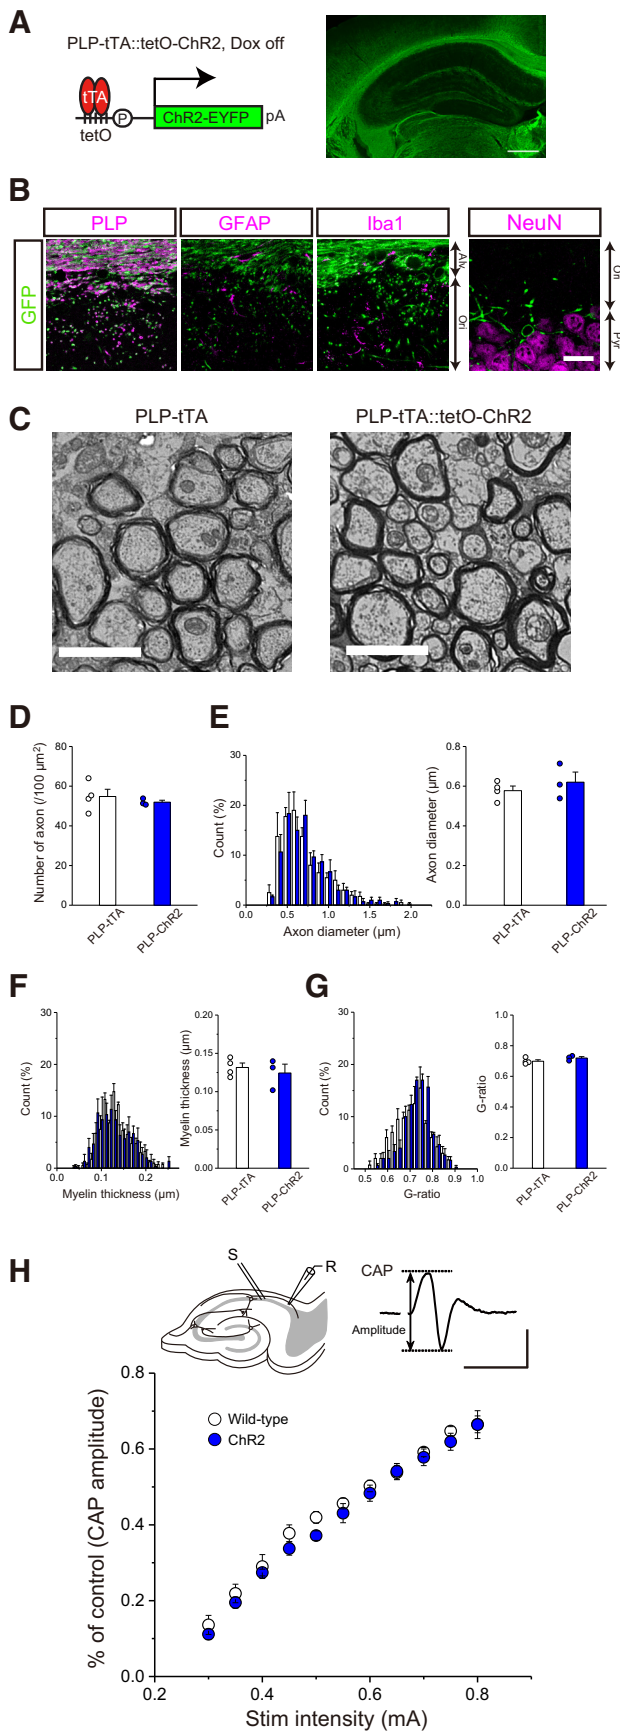 A
PLP-tTA::tetO-ChR2, Dox off
tTA
P
ChR2-EYFP
pA
tetO
B
PLP
GFAP
Iba1
NeuN
GFP
Alv
Ori
Ori
Pyr
C
PLP-tTA
PLP-tTA::tetO-ChR2
D
E
Number of axon (/100 µm²)
80
60
40
20
0
PLP-tTA
PLP-ChR2
Count (%)
30
20
10
0
0.0
0.5
1.0
1.5
2.0
Axon diameter (µm)
Axon diameter (µm)
0.8
0.6
0.4
0.2
0.0
PLP-tTA
PLP-ChR2
F
G
Count (%)
30
20
10
0
0.0
0.1
0.2
Myelin thickness (µm)
Myelin thickness (µm)
0.20
0.15
0.10
0.05
0.00
PLP-tTA
PLP-ChR2
Count (%)
30
20
10
0
0.5
0.6
0.7
0.8
0.9
1.0
G-ratio
G-ratio
1.0
0.8
0.6
0.4
0.2
0.0
PLP-tTA
PLP-ChR2
H
S
R
CAP
Amplitude
% of control (CAP amplitude)
0.8
0.6
0.4
0.2
0.0
Wild-type
ChR2
0.2
0.4
0.6
0.8
Stim intensity (mA)